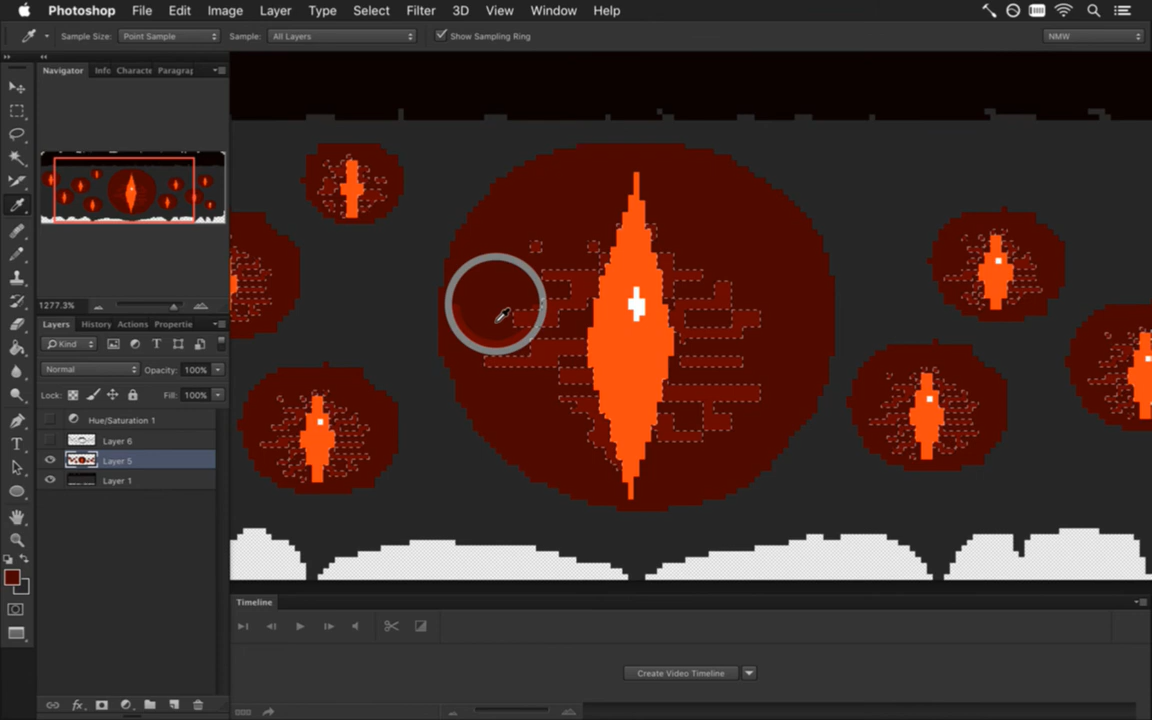 Photoshop File Edit Image Layer Type Select Filter 3D View Window Help
Sample Size: Point Sample Sample: All Layers Show Sampling Ring NMW
Navigator Info Characte Paragrap
1277.3%
Layers History Actions Propertie
Kind T
Normal Opacity: 100%
Lock: Fill: 100%
Hue/Saturation 1
Layer 6
Layer 5
Layer 1
Timeline
Create Video Timeline
fx